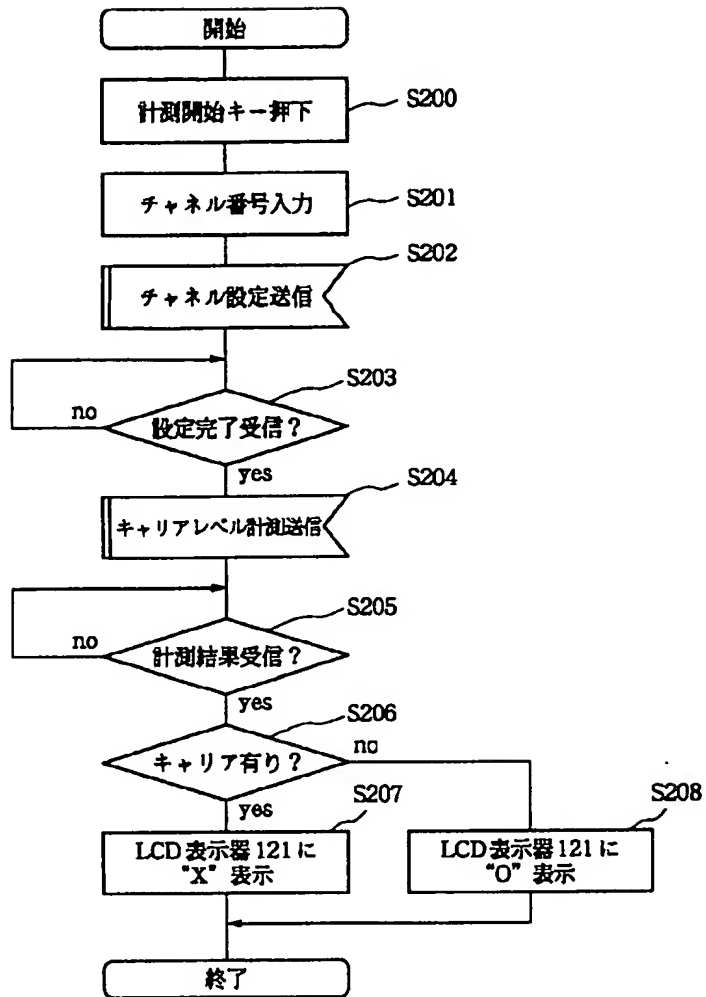 開始
計測開始キー押下
S200
チャネル番号入力
S201
チャネル設定送信
S202
設定完了受信？
S203
no
yes
キャリアレベル計測送信
S204
計測結果受信？
S205
no
yes
キャリア有り？
S206
no
yes
LCD表示器121に
“X”表示
S207
LCD表示器121に
“O”表示
S208
終了